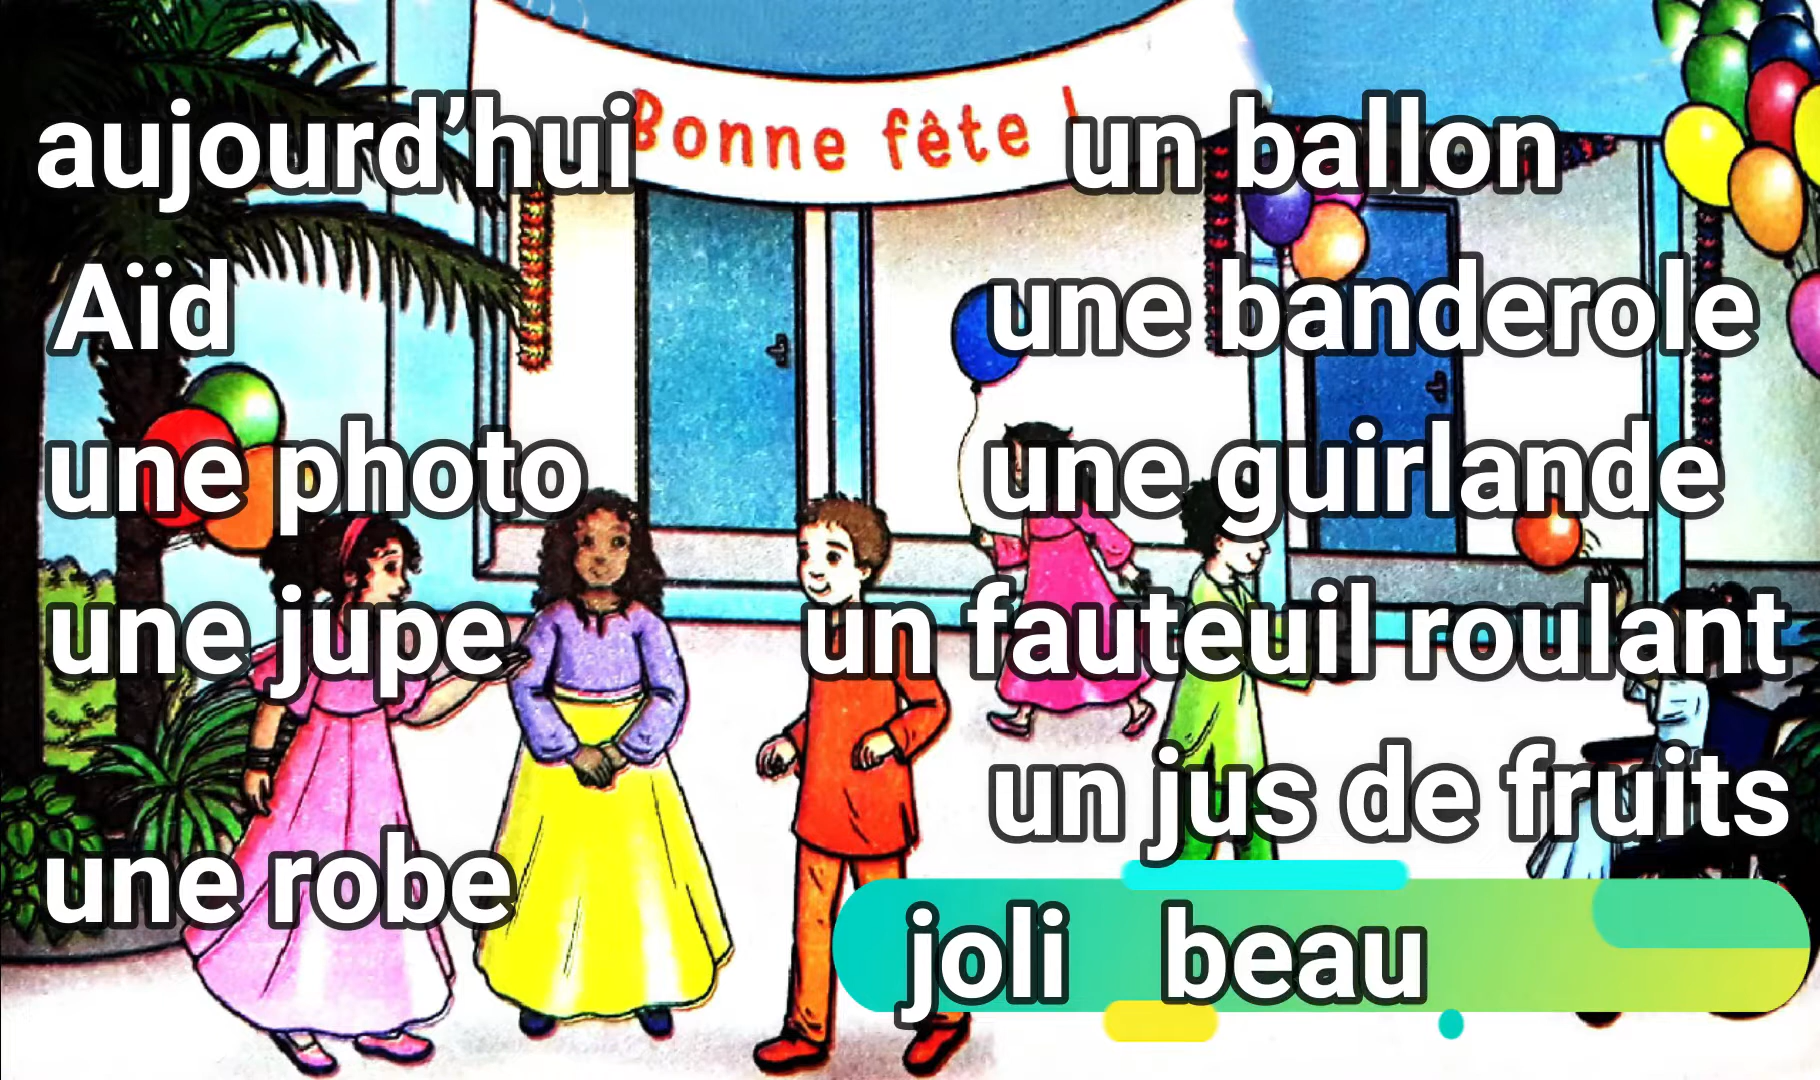 Bonne fête !
aujourd'hui
Aïd
une photo
une jupe
une robe
un ballon
une banderole
une guirlande
un fauteuil roulant
un jus de fruits
joli beau